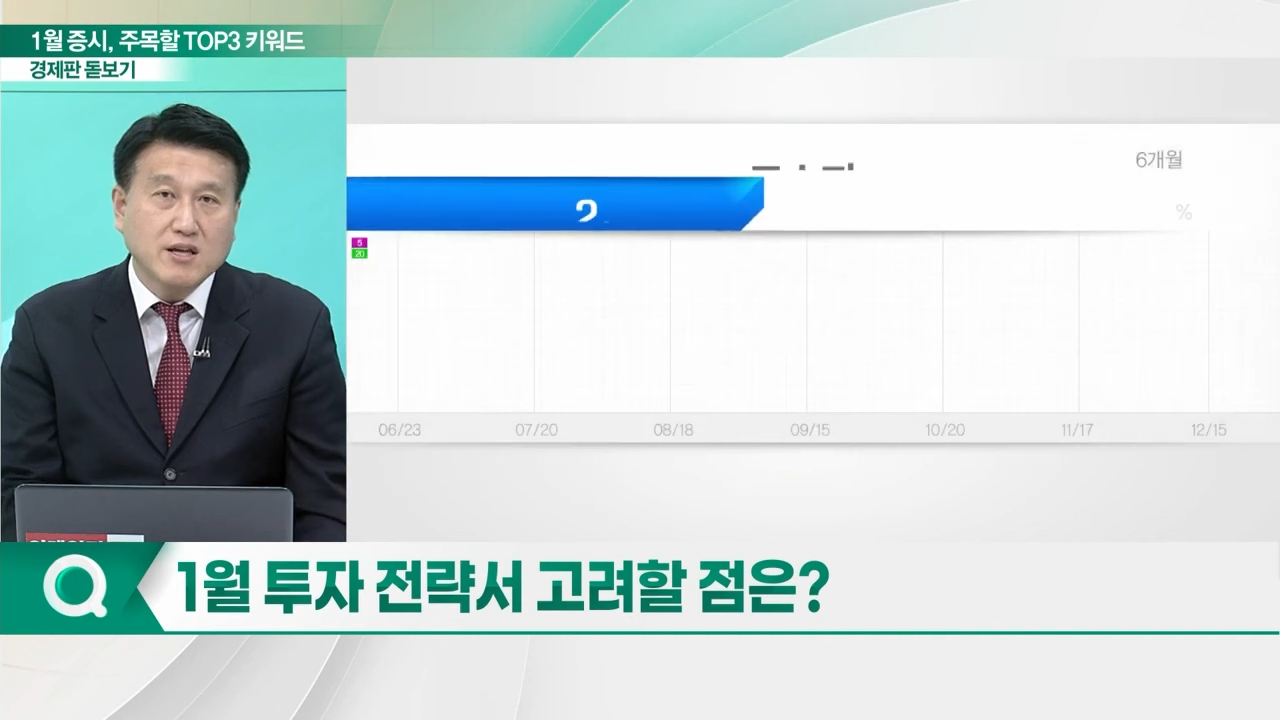 1월 증시, 주목할 TOP3 키워드
경제판 돋보기
6개월
%
5
20
06/23 07/20 08/18 09/15 10/20 11/17 12/15
Q 1월 투자 전략서 고려할 점은?